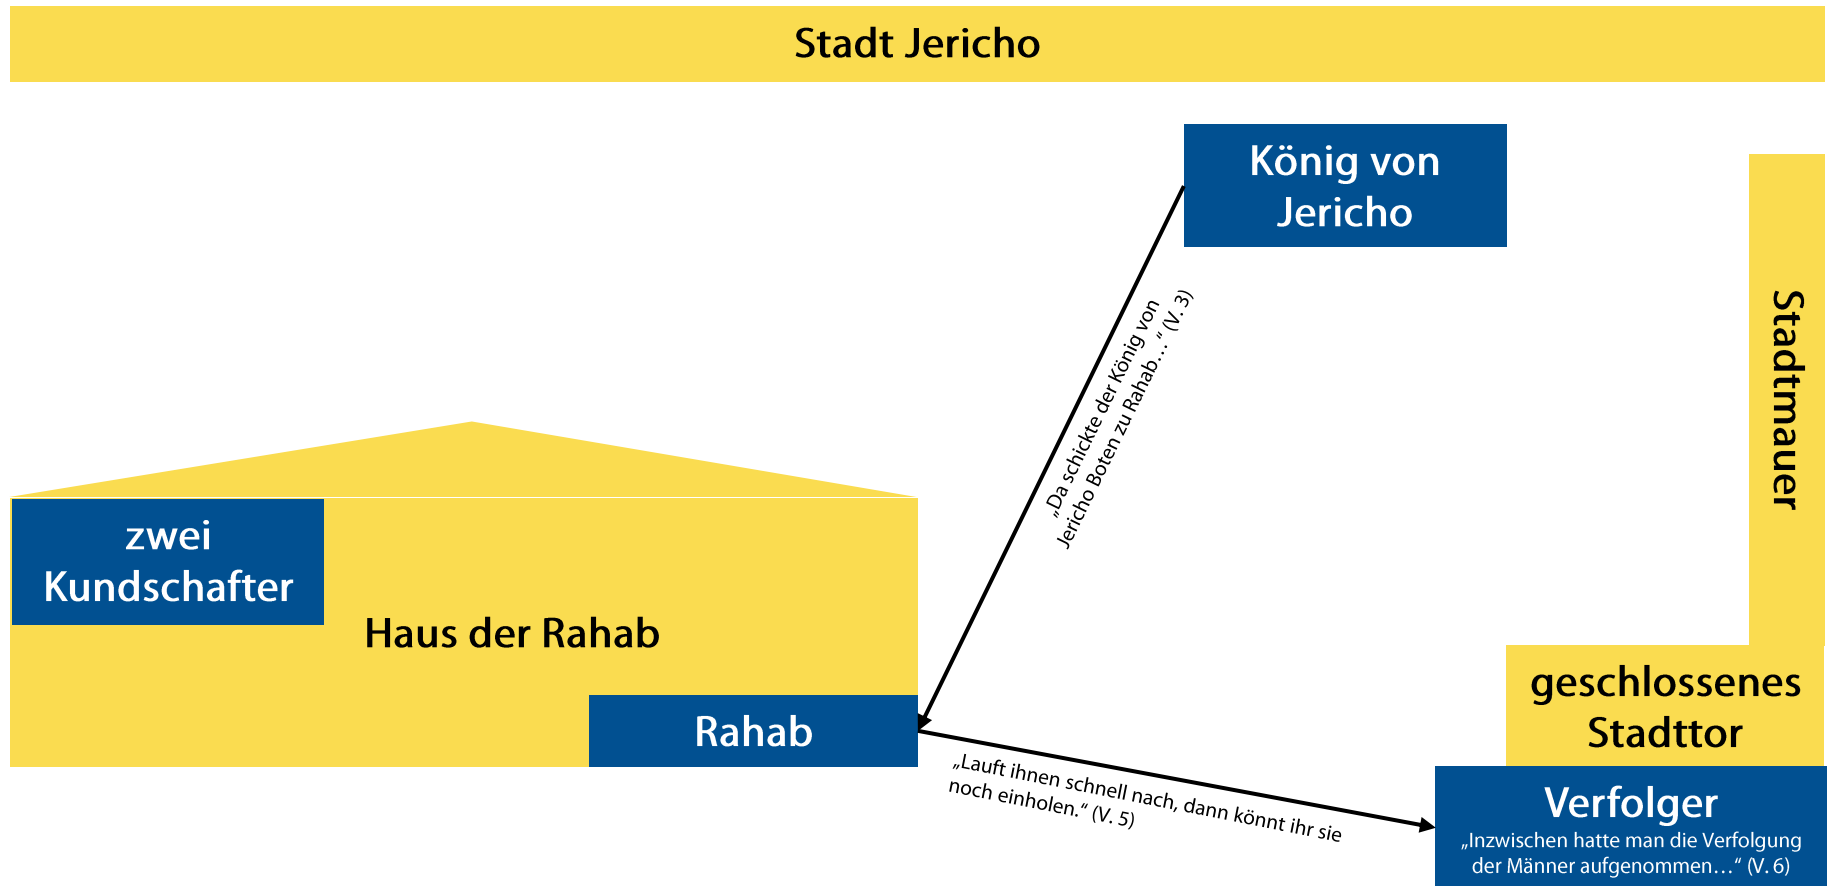 Stadt Jericho
König von
Jericho
Stadtmauer
„Da schickte der König von
Jericho Boten zu Rahab…“ (V. 3)
zwei
Kundschafter
Haus der Rahab
Rahab
geschlossenes
Stadttor
„Lauft ihnen schnell nach, dann könnt ihr sie
noch einholen.“ (V. 5)
Verfolger
„Inzwischen hatte man die Verfolgung
der Männer aufgenommen…“ (V. 6)